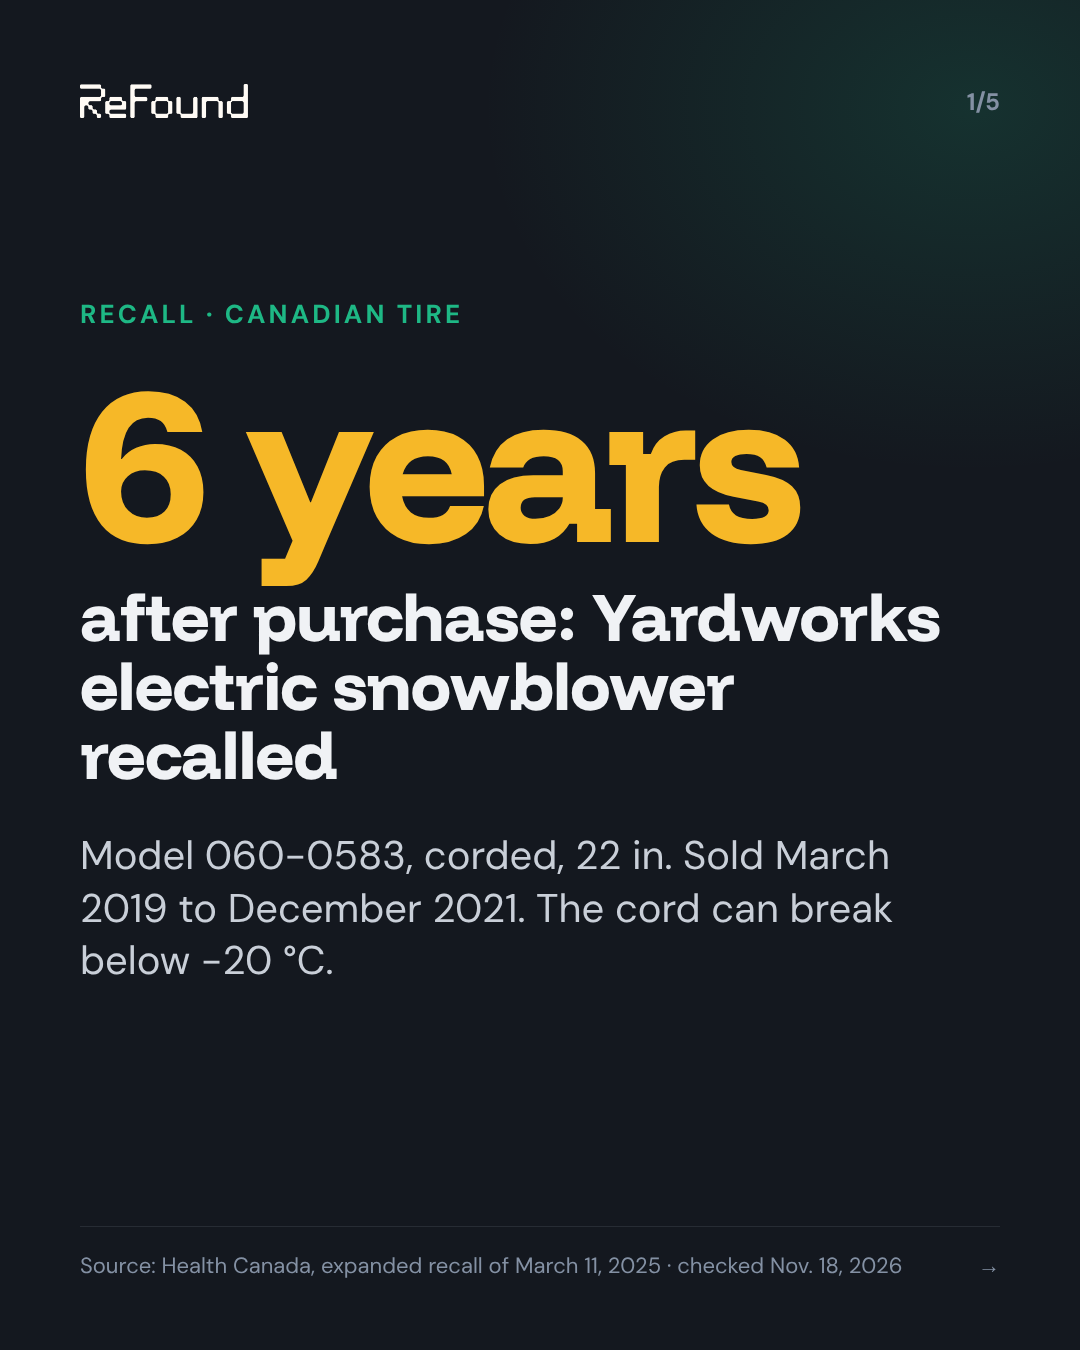 ReFound
1/5
RECALL · CANADIAN TIRE
6 years
after purchase: Yardworks
electric snowblower
recalled
Model 060-0583, corded, 22 in. Sold March
2019 to December 2021. The cord can break
below -20 °C.
Source: Health Canada, expanded recall of March 11, 2025 · checked Nov. 18, 2026 →